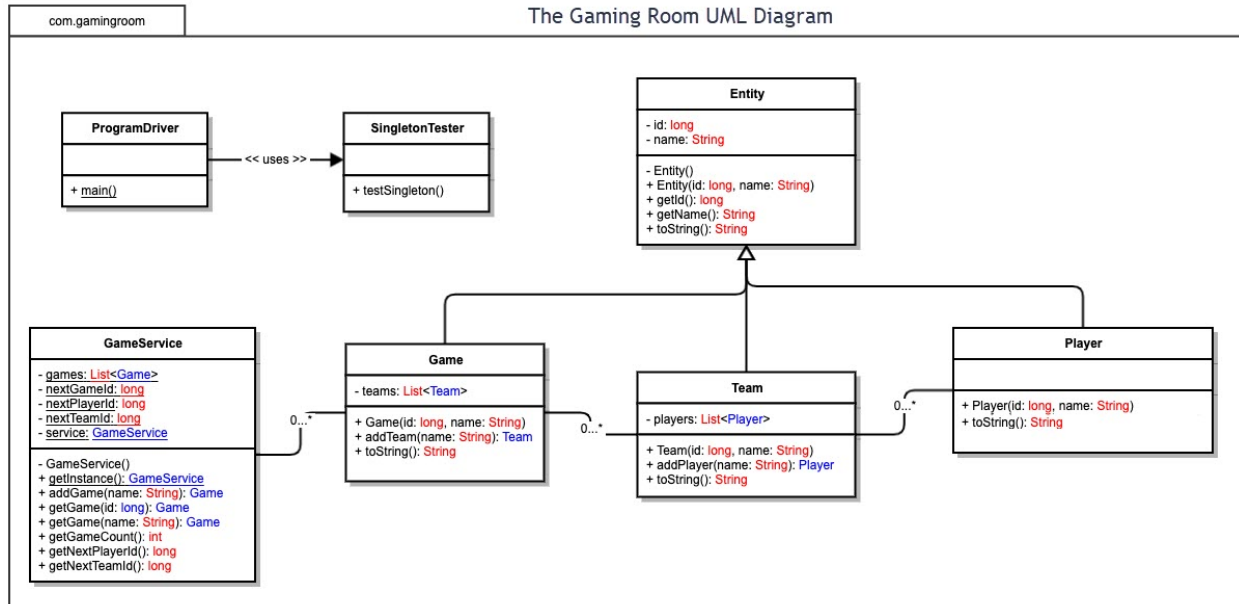 com.gamingroom
The Gaming Room UML Diagram
ProgramDriver
+ main()
<< uses >>
SingletonTester
+ testSingleton()
Entity
- id: long
- name: String
- Entity()
+ Entity(id: long, name: String)
+ getId(): long
+ getName(): String
+ toString(): String
GameService
- games: List<Game>
- nextGameId: long
- nextPlayerId: long
- nextTeamId: long
- service: GameService
- GameService()
+ getInstance(): GameService
+ addGame(name: String): Game
+ getGame(id: long): Game
+ getGame(name: String): Game
+ getGameCount(): int
+ getNextPlayerId(): long
+ getNextTeamId(): long
0...*
Game
- teams: List<Team>
+ Game(id: long, name: String)
+ addTeam(name: String): Team
+ toString(): String
0...*
Team
- players: List<Player>
+ Team(id: long, name: String)
+ addPlayer(name: String): Player
+ toString(): String
0...*
Player
+ Player(id: long, name: String)
+ toString(): String